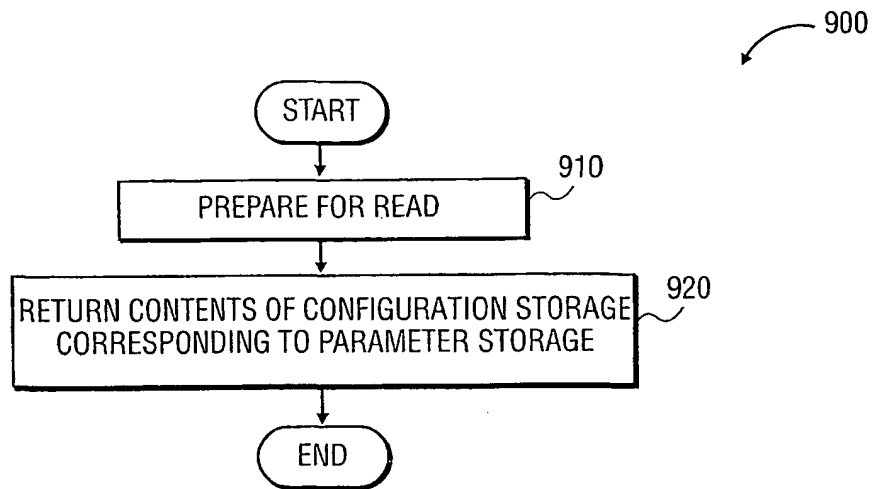 900
START
910
PREPARE FOR READ
RETURN CONTENTS OF CONFIGURATION STORAGE
CORRESPONDING TO PARAMETER STORAGE
920
END